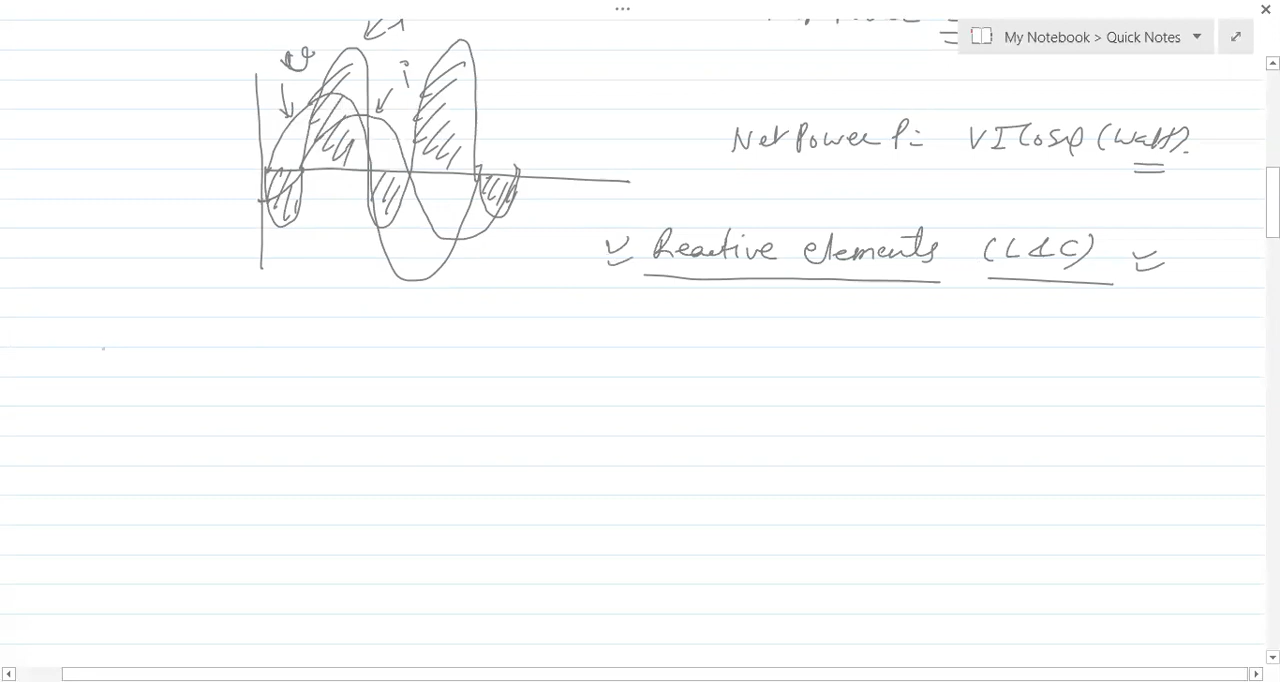 My Notebook > Quick Notes
v
i
Net Power P = VI Cosφ (Watt).
Reactive elements (L & C)